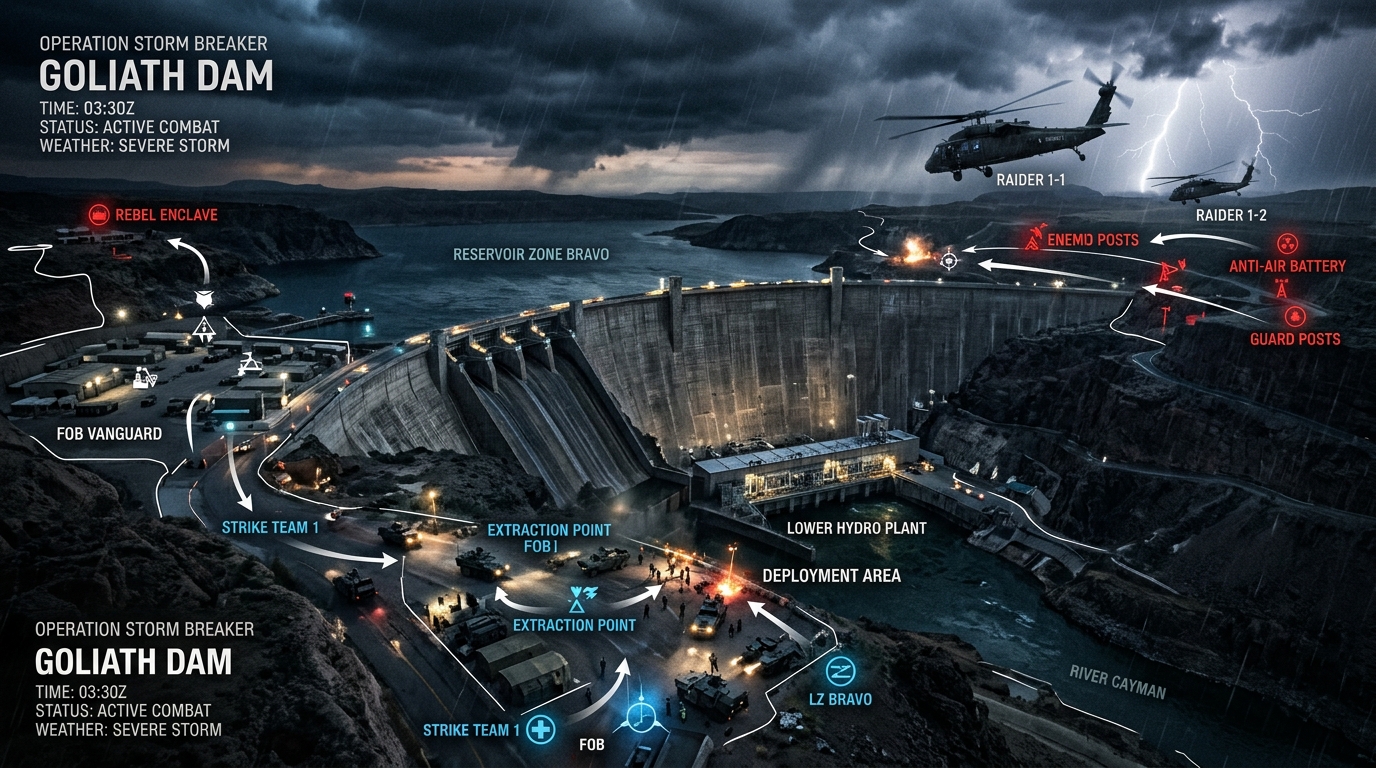 OPERATION STORM BREAKER
GOLIATH DAM
TIME: 03:30Z
STATUS: ACTIVE COMBAT
WEATHER: SEVERE STORM
RAIDER 1-1
RAIDER 1-2
REBEL ENCLAVE
RESERVOIR ZONE BRAVO
ENEMO POSTS
ANTI-AIR BATTERY
GUARD POSTS
FOB VANGUARD
STRIKE TEAM 1
EXTRACTION POINT
FOB I
LOWER HYDRO PLANT
DEPLOYMENT AREA
EXTRACTION POINT
LZ BRAVO
RIVER CAYMAN
STRIKE TEAM 1
FOB
OPERATION STORM BREAKER
GOLIATH DAM
TIME: 03:30Z
STATUS: ACTIVE COMBAT
WEATHER: SEVERE STORM